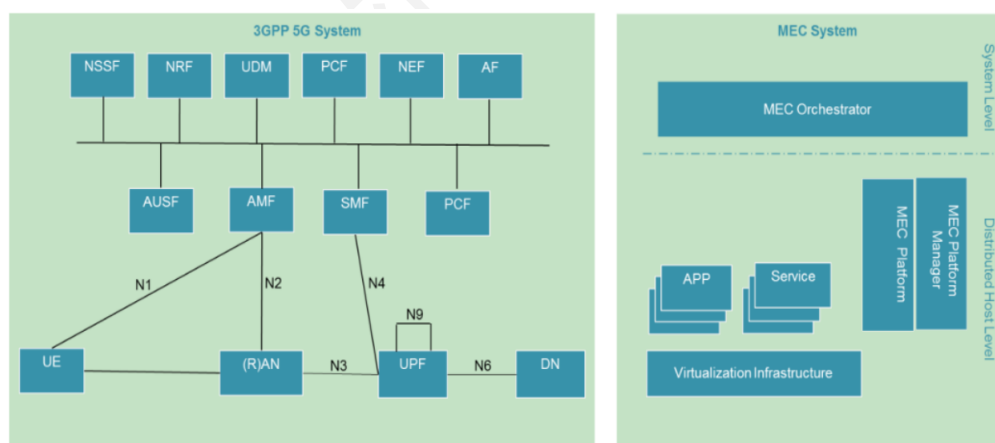 3GPP 5G System
NSSF
NRF
UDM
PCF
NEF
AF
AUSF
AMF
SMF
PCF
N1
N2
N4
N9
UE
(R)AN
N3
UPF
N6
DN
MEC System
MEC Orchestrator
System Level
MEC Platform
MEC Platform
Manager
APP
Service
Virtualization Infrastructure
Distributed Host Level